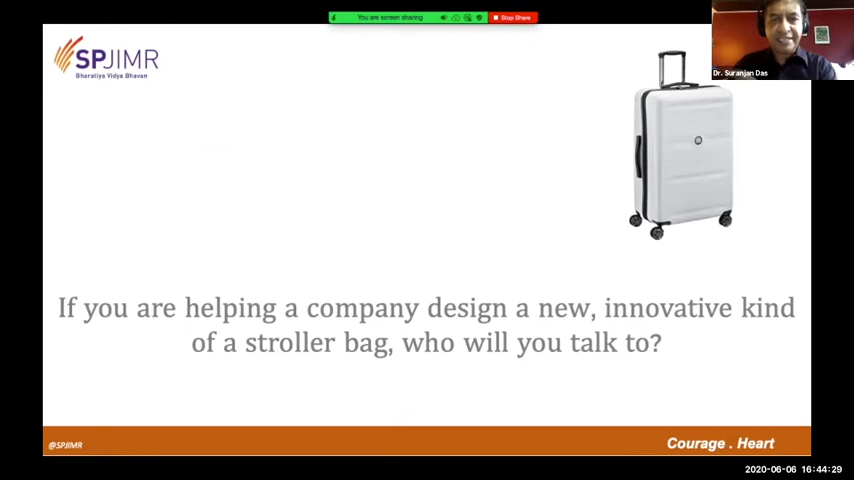 You are screen sharing
Stop Share
SPJIMR
Bharatiya Vidya Bhavan
Dr. Suranjan Das
If you are helping a company design a new, innovative kind
of a stroller bag, who will you talk to?
@SPJIMR
Courage . Heart
2020-06-06 16:44:29